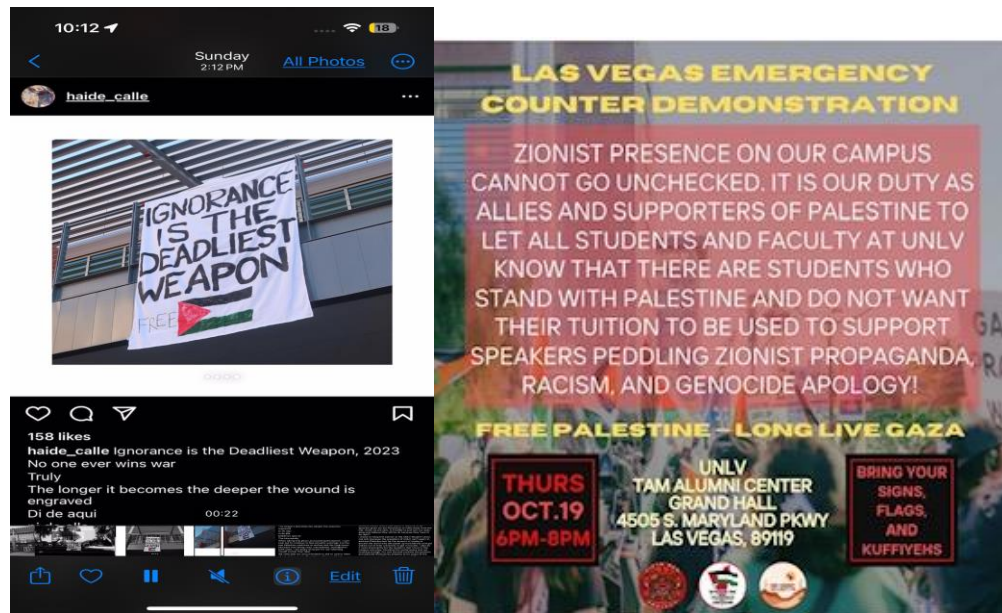 10:12
18
Sunday
2:12 PM
All Photos
haide_calle
IGNORANCE
IS THE
DEADLIEST
WEAPON
FREE
158 likes
haide_calle Ignorance is the Deadliest Weapon, 2023
No one ever wins war
Truly
The longer it becomes the deeper the wound is
engraved
Di de aqui
00:22
Edit
LAS VEGAS EMERGENCY
COUNTER DEMONSTRATION
ZIONIST PRESENCE ON OUR CAMPUS
CANNOT GO UNCHECKED. IT IS OUR DUTY AS
ALLIES AND SUPPORTERS OF PALESTINE TO
LET ALL STUDENTS AND FACULTY AT UNLV
KNOW THAT THERE ARE STUDENTS WHO
STAND WITH PALESTINE AND DO NOT WANT
THEIR TUITION TO BE USED TO SUPPORT
SPEAKERS PEDDLING ZIONIST PROPAGANDA,
RACISM, AND GENOCIDE APOLOGY!
FREE PALESTINE – LONG LIVE GAZA
THURS
OCT.19
6PM-8PM
UNLV
TAM ALUMNI CENTER
GRAND HALL
4505 S. MARYLAND PKWY
LAS VEGAS, 89119
BRING YOUR
SIGNS,
FLAGS,
AND
KUFFIYEHS